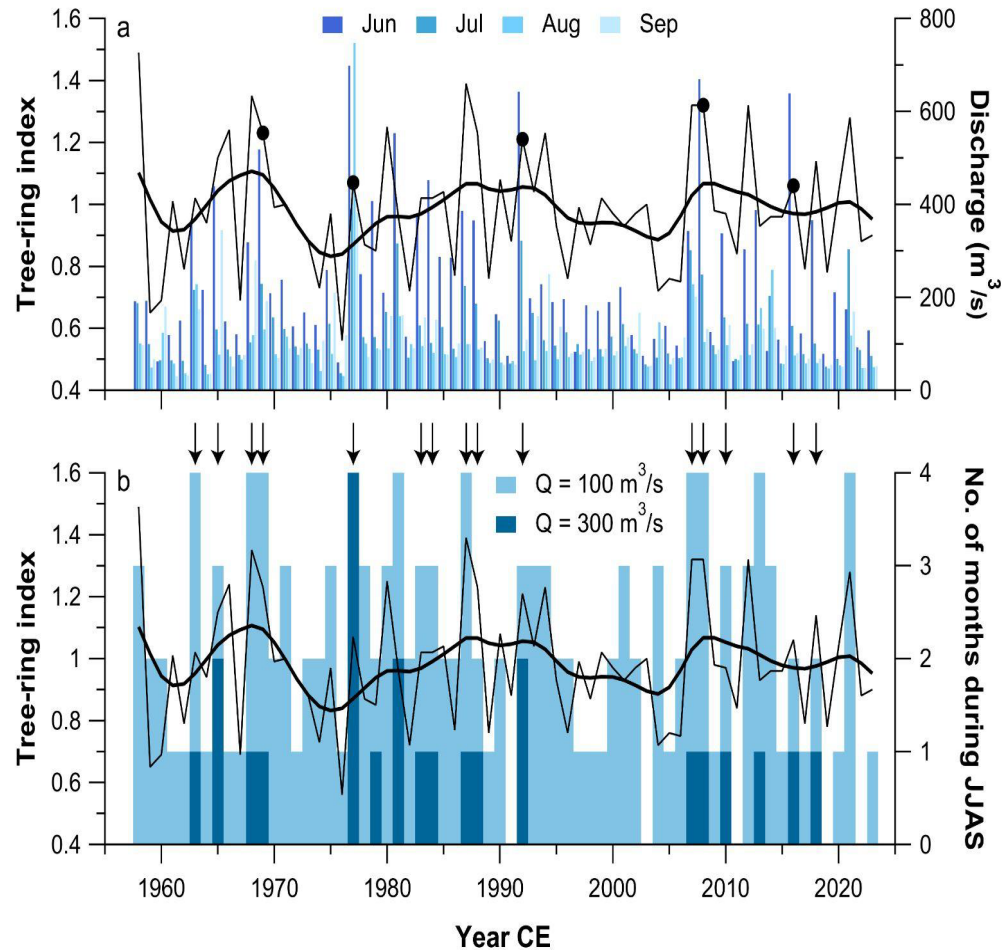 a
Jun Jul Aug Sep
Tree-ring index
1.6
1.4
1.2
1
0.8
0.6
0.4
Discharge (m³/s)
800
600
400
200
0
b
Q = 100 m³/s
Q = 300 m³/s
Tree-ring index
1.6
1.4
1.2
1
0.8
0.6
0.4
No. of months during JJAS
4
3
2
1
0
1960 1970 1980 1990 2000 2010 2020
Year CE